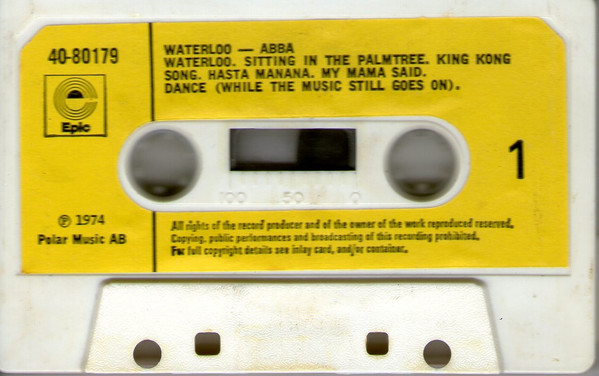 40-80179
Epic
WATERLOO — ABBA
WATERLOO. SITTING IN THE PALMTREE. KING KONG
SONG. HASTA MANANA. MY MAMA SAID.
DANCE (WHILE THE MUSIC STILL GOES ON).
1
100 50 0
℗ 1974
Polar Music AB
All rights of the record producer and of the owner of the work reproduced reserved.
Copying, public performances and broadcasting of this recording prohibited.
For full copyright details see inlay card, and/or container.